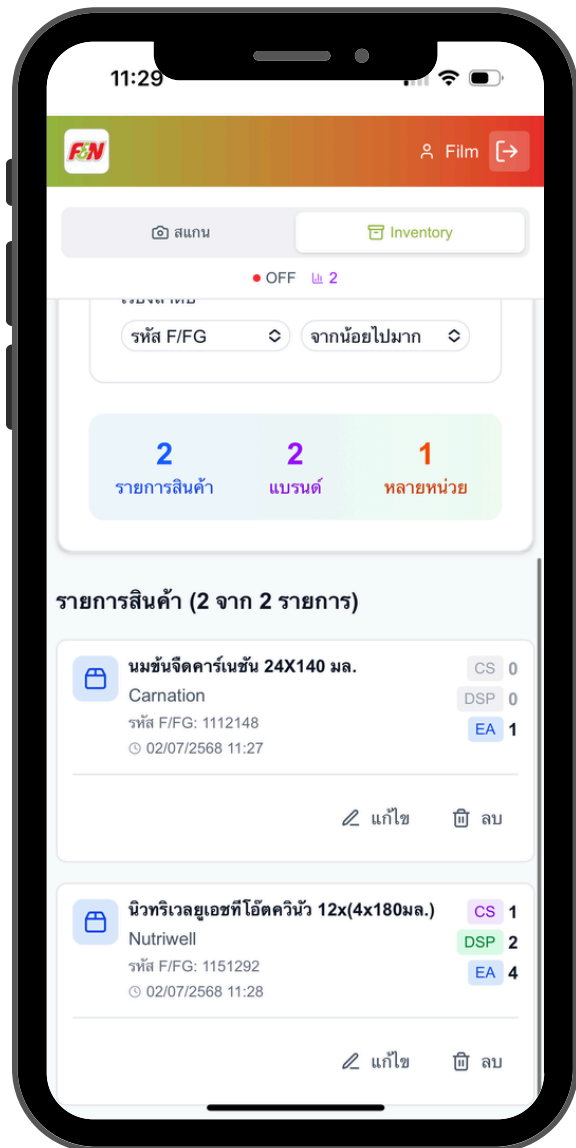 11:29
F&N
Film
สแกน
Inventory
OFF 2
เรียงลำดับ
รหัส F/FG
จากน้อยไปมาก
2
รายการสินค้า
2
แบรนด์
1
หลายหน่วย
รายการสินค้า (2 จาก 2 รายการ)
นมข้นจืดคาร์เนชัน 24X140 มล.
Carnation
รหัส F/FG: 1112148
02/07/2568 11:27
CS 0
DSP 0
EA 1
แก้ไข
ลบ
นิวทริเวลยูเอชทีโอ๊ตควินัว 12x(4x180มล.)
Nutriwell
รหัส F/FG: 1151292
02/07/2568 11:28
CS 1
DSP 2
EA 4
แก้ไข
ลบ